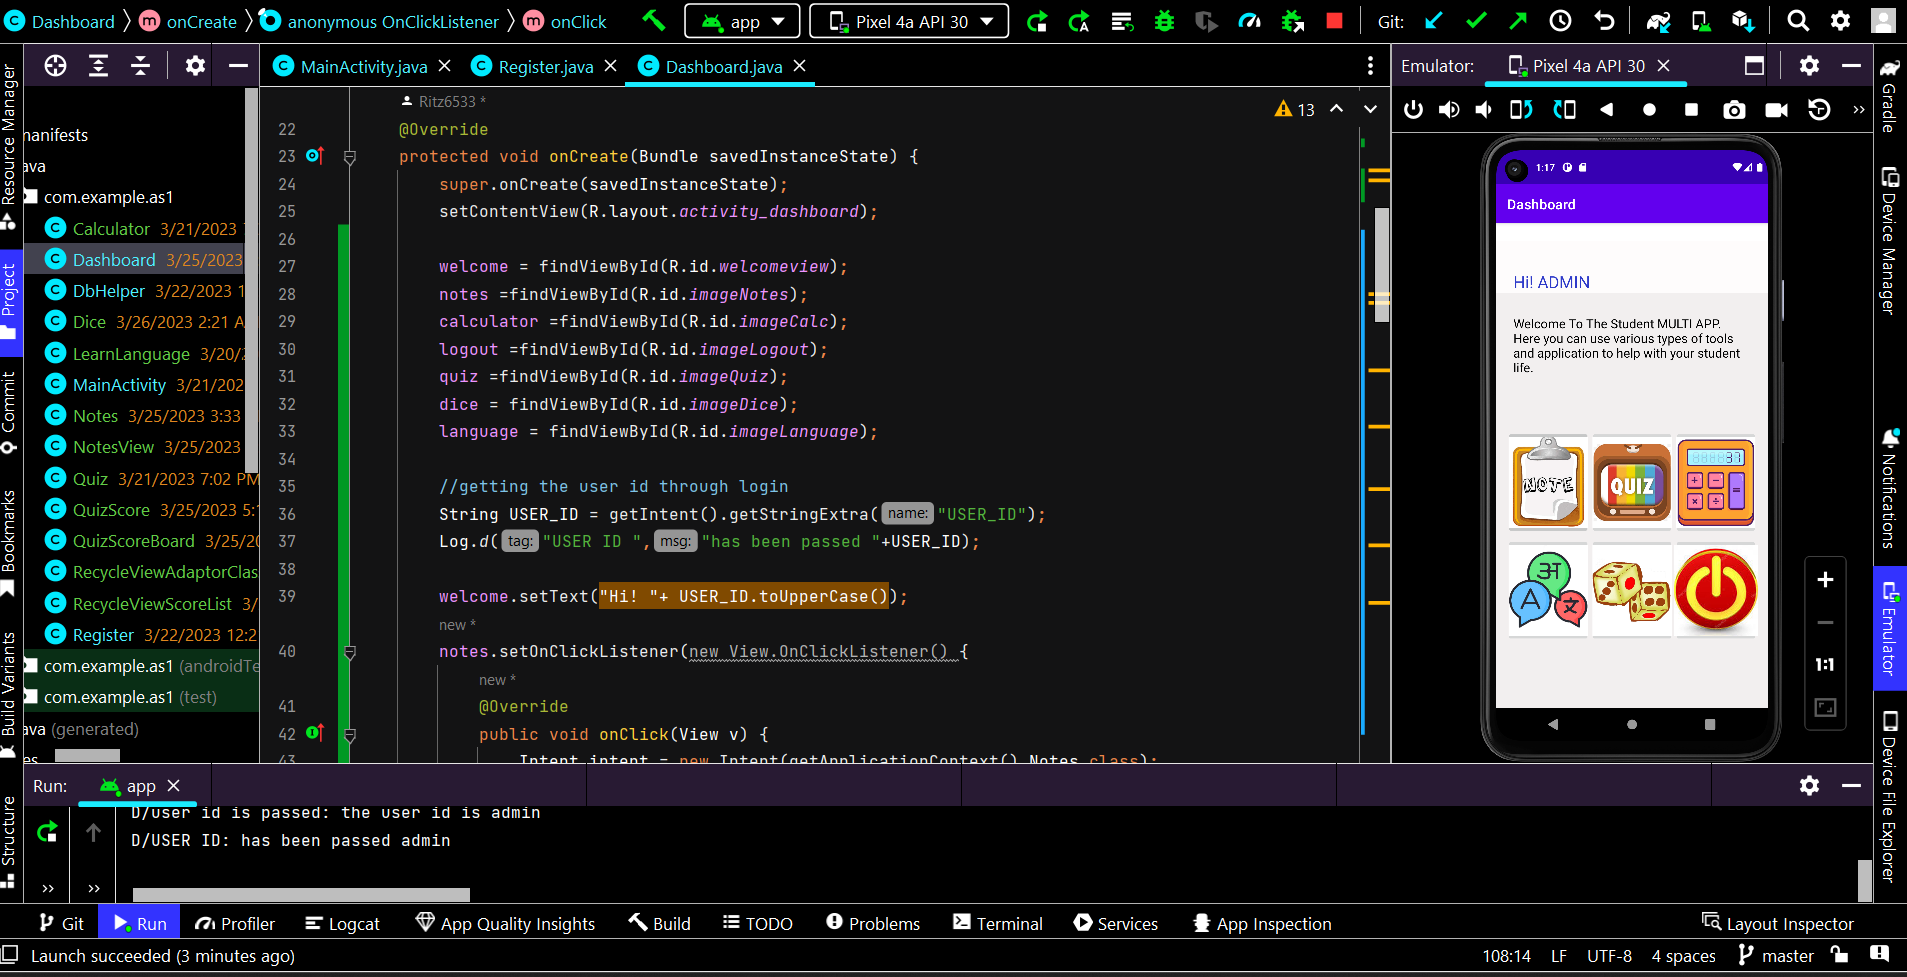 Dashboard onCreate anonymous OnClickListener onClick app Pixel 4a API 30 Git:
MainActivity.java Register.java Dashboard.java
Emulator: Pixel 4a API 30
Resource Manager
Project
Commit
Bookmarks
Build Variants
Structure
manifests
java
com.example.as1
Calculator 3/21/2023
Dashboard 3/25/2023
DbHelper 3/22/2023 1
Dice 3/26/2023 2:21 A
LearnLanguage 3/20/2
MainActivity 3/21/202
Notes 3/25/2023 3:33
NotesView 3/25/2023
Quiz 3/21/2023 7:02 PM
QuizScore 3/25/2023 5:
QuizScoreBoard 3/25/20
RecycleViewAdaptorClas
RecycleViewScoreList 3/
Register 3/22/2023 12:2
com.example.as1 (androidTe
com.example.as1 (test)
ava (generated)
es
Ritz6533 *
13
22 @Override
23 protected void onCreate(Bundle savedInstanceState) {
24 super.onCreate(savedInstanceState);
25 setContentView(R.layout.activity_dashboard);
26
27 welcome = findViewById(R.id.welcomeview);
28 notes =findViewById(R.id.imageNotes);
29 calculator =findViewById(R.id.imageCalc);
30 logout =findViewById(R.id.imageLogout);
31 quiz =findViewById(R.id.imageQuiz);
32 dice = findViewById(R.id.imageDice);
33 language = findViewById(R.id.imageLanguage);
34
35 //getting the user id through login
36 String USER_ID = getIntent().getStringExtra( name: "USER_ID");
37 Log.d( tag: "USER ID ", msg: "has been passed "+USER_ID);
38
39 welcome.setText("Hi! "+ USER_ID.toUpperCase());
new *
40 notes.setOnClickListener(new View.OnClickListener() {
new *
41 @Override
42 public void onClick(View v) {
43 Intent intent = new Intent(getApplicationContext(),Notes.class);
1:17
Dashboard
Hi! ADMIN
Welcome To The Student MULTI APP.
Here you can use various types of tools
and application to help with your student
life.
NOTE
QUIZ
37
+ − × ÷ =
अ A 文
1:1
Gradle
Device Manager
Notifications
Emulator
Device File Explorer
Run: app
D/User id is passed: the user id is admin
D/USER ID: has been passed admin
Git Run Profiler Logcat App Quality Insights Build TODO Problems Terminal Services App Inspection Layout Inspector
Launch succeeded (3 minutes ago) 108:14 LF UTF-8 4 spaces master